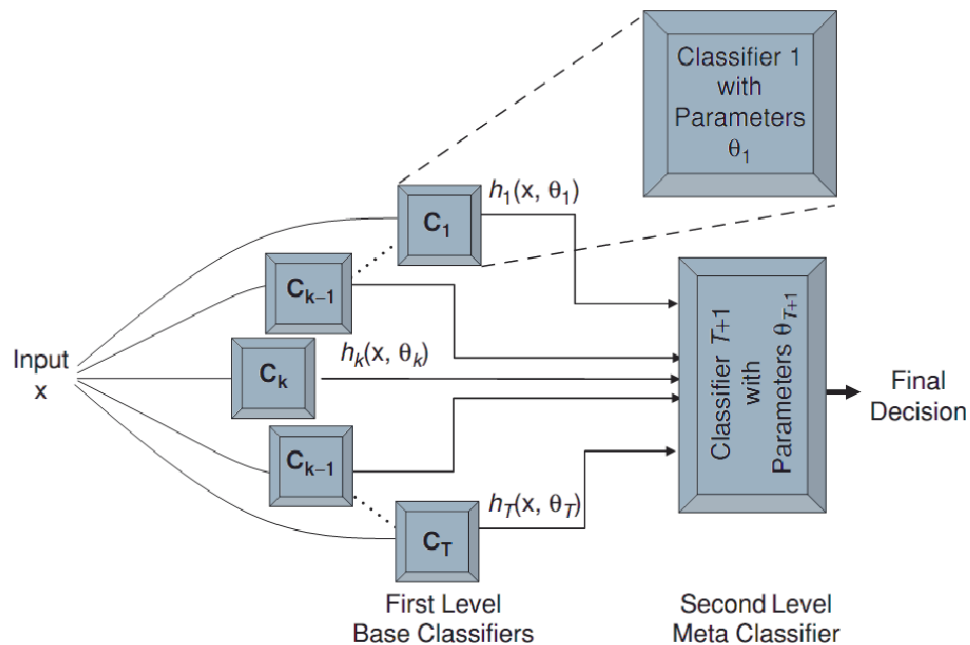 Classifier 1
with
Parameters
θ1
h1(x, θ1)
C1
Ck–1
Input
x
hk(x, θk)
Ck
Ck–1
hT(x, θT)
CT
Classifier T+1
with
Parameters θT+1
Final
Decision
First Level
Base Classifiers
Second Level
Meta Classifier